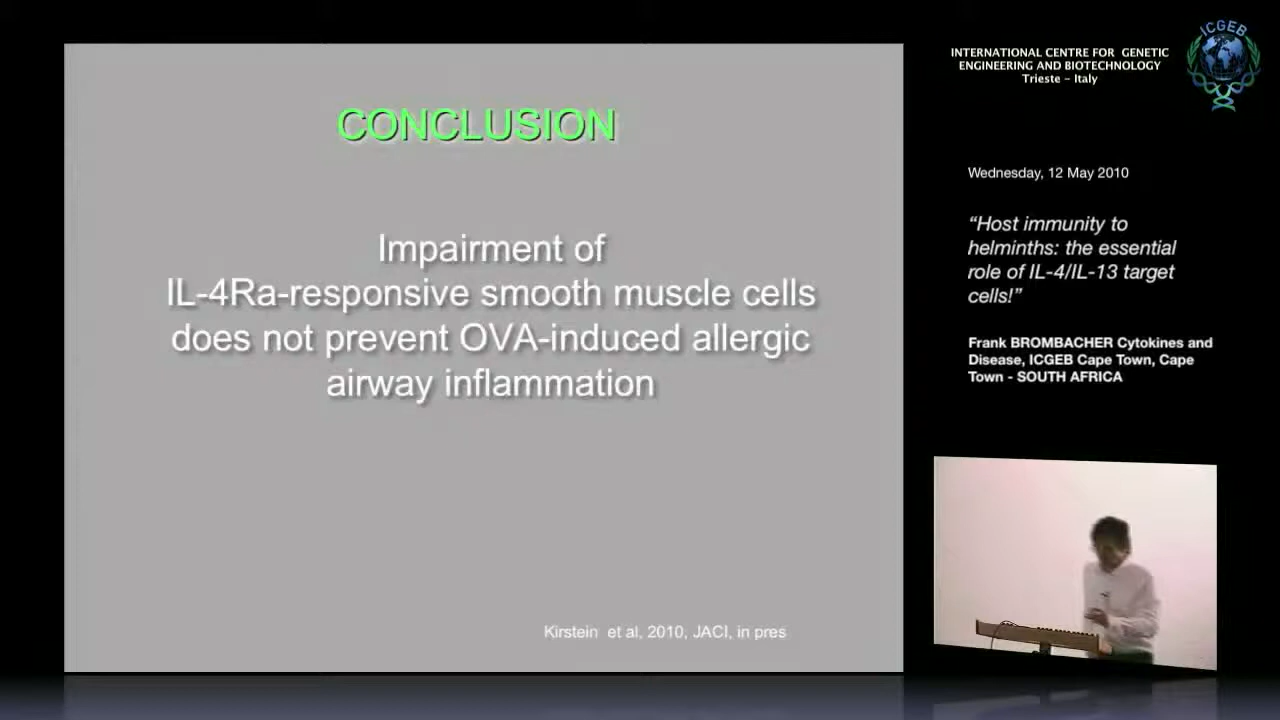 CONCLUSION
Impairment of
IL-4Ra-responsive smooth muscle cells
does not prevent OVA-induced allergic
airway inflammation
Kirstein et al, 2010, JACI, in pres
INTERNATIONAL CENTRE FOR GENETIC
ENGINEERING AND BIOTECHNOLOGY
Trieste - Italy
ICGEB
Wednesday, 12 May 2010
“Host immunity to
helminths: the essential
role of IL-4/IL-13 target
cells!”
Frank BROMBACHER Cytokines and
Disease, ICGEB Cape Town, Cape
Town - SOUTH AFRICA